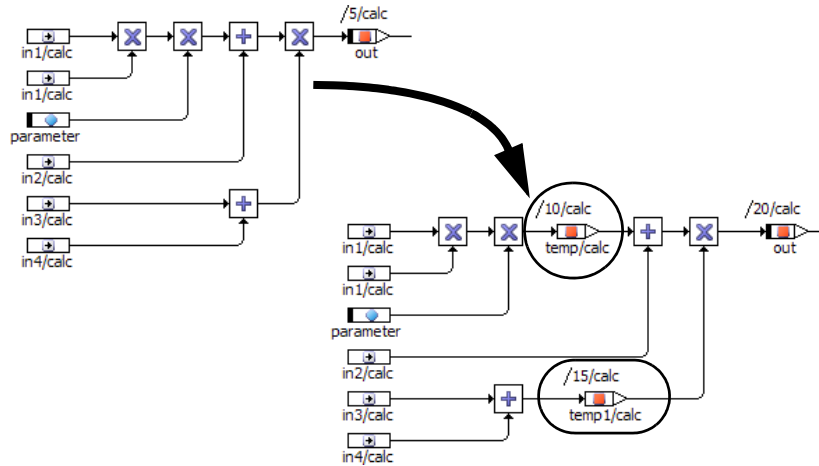 /5/calc
in1/calc
out
in1/calc
parameter
in2/calc
in3/calc
in4/calc
/10/calc
/20/calc
in1/calc
temp/calc
out
in1/calc
parameter
in2/calc
/15/calc
in3/calc
temp1/calc
in4/calc